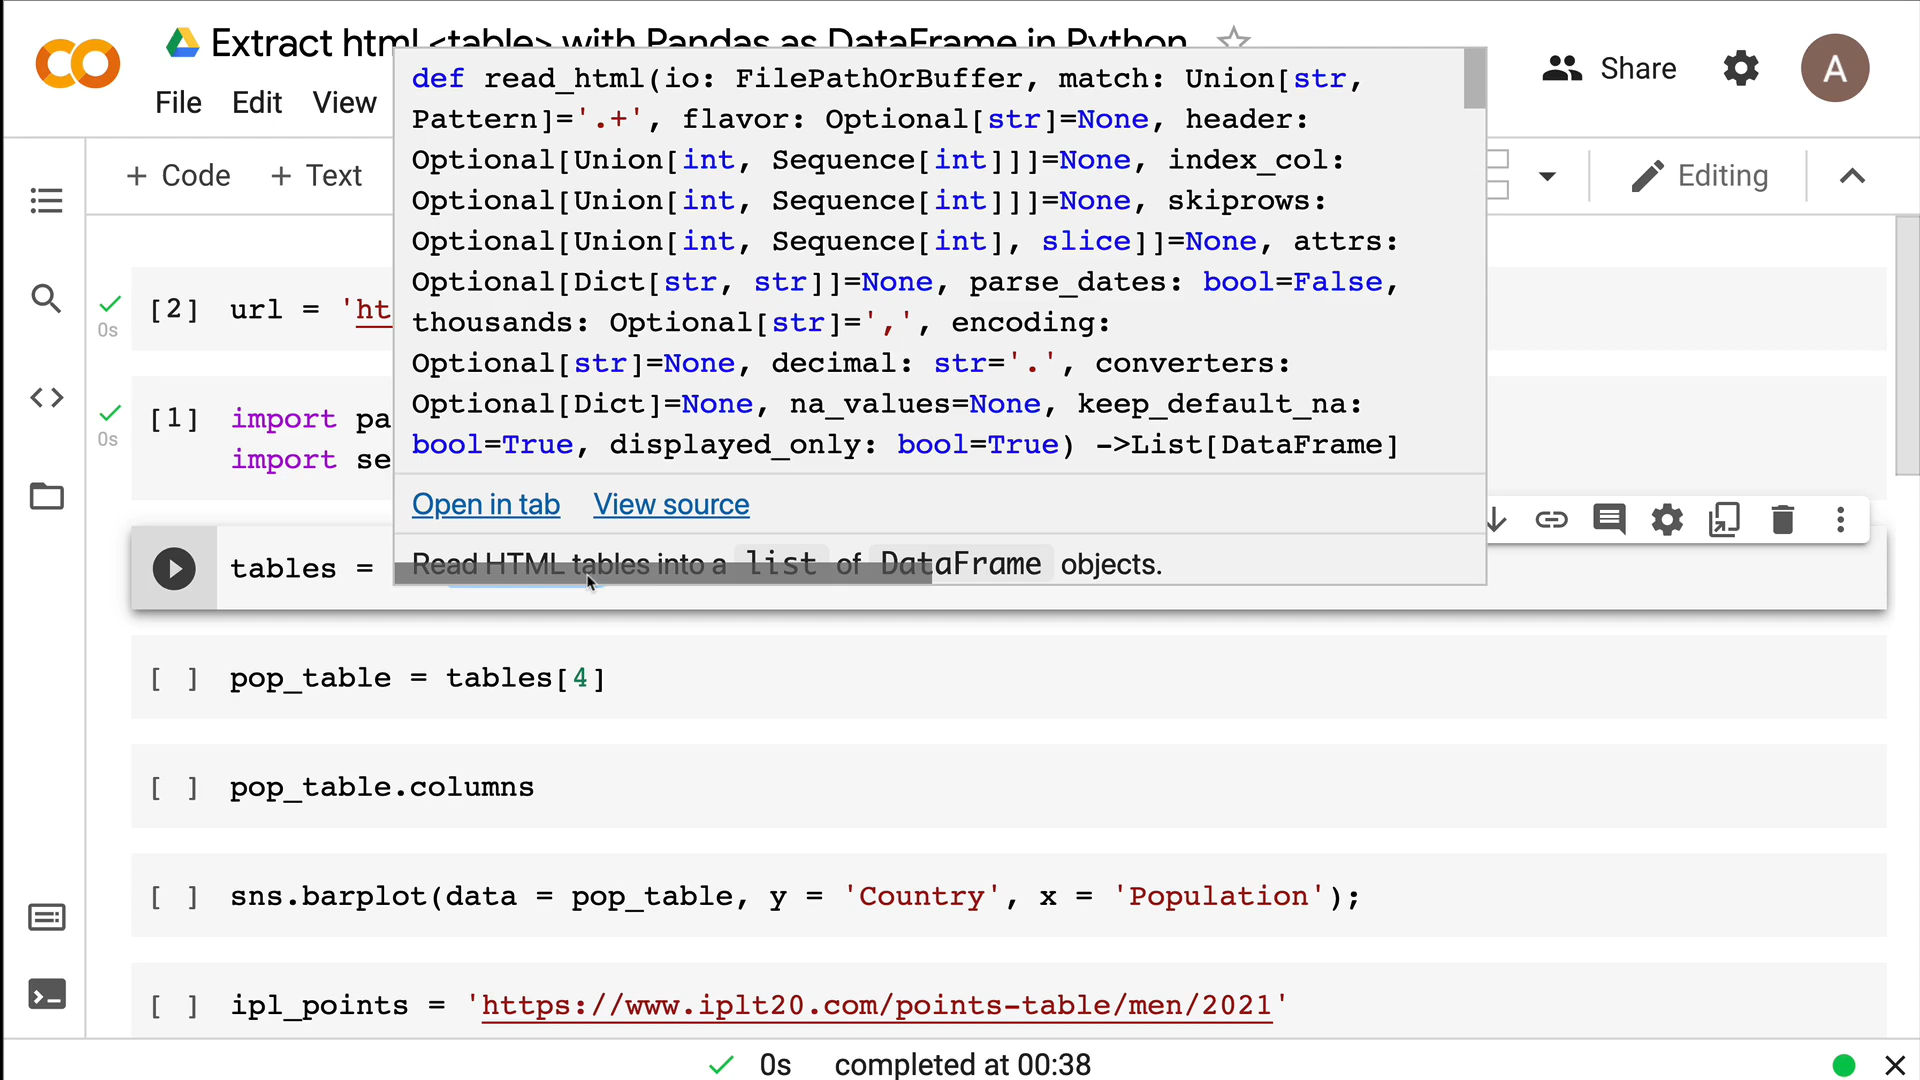 Extract html <table> with Pandas as DataFrame in Python
Share
A
File Edit View
+ Code + Text
Editing
def read_html(io: FilePathOrBuffer, match: Union[str,
Pattern]='.+', flavor: Optional[str]=None, header:
Optional[Union[int, Sequence[int]]]=None, index_col:
Optional[Union[int, Sequence[int]]]=None, skiprows:
Optional[Union[int, Sequence[int], slice]]=None, attrs:
Optional[Dict[str, str]]=None, parse_dates: bool=False,
thousands: Optional[str]=',', encoding:
Optional[str]=None, decimal: str='.', converters:
Optional[Dict]=None, na_values=None, keep_default_na:
bool=True, displayed_only: bool=True) ->List[DataFrame]
Open in tab View source
Read HTML tables into a list of DataFrame objects.
0s [2] url = 'ht
0s [1] import pa
import se
tables =
[ ] pop_table = tables[4]
[ ] pop_table.columns
[ ] sns.barplot(data = pop_table, y = 'Country', x = 'Population');
[ ] ipl_points = 'https://www.iplt20.com/points-table/men/2021'
0s completed at 00:38